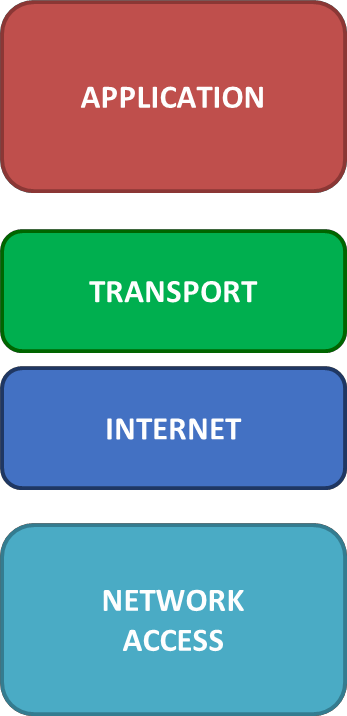 APPLICATION
TRANSPORT
INTERNET
NETWORK
ACCESS